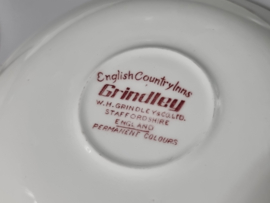 English Country Inns
Grindley
W.H. GRINDLEY & CO. LTD.
STAFFORDSHIRE
ENGLAND
PERMANENT COLOURS